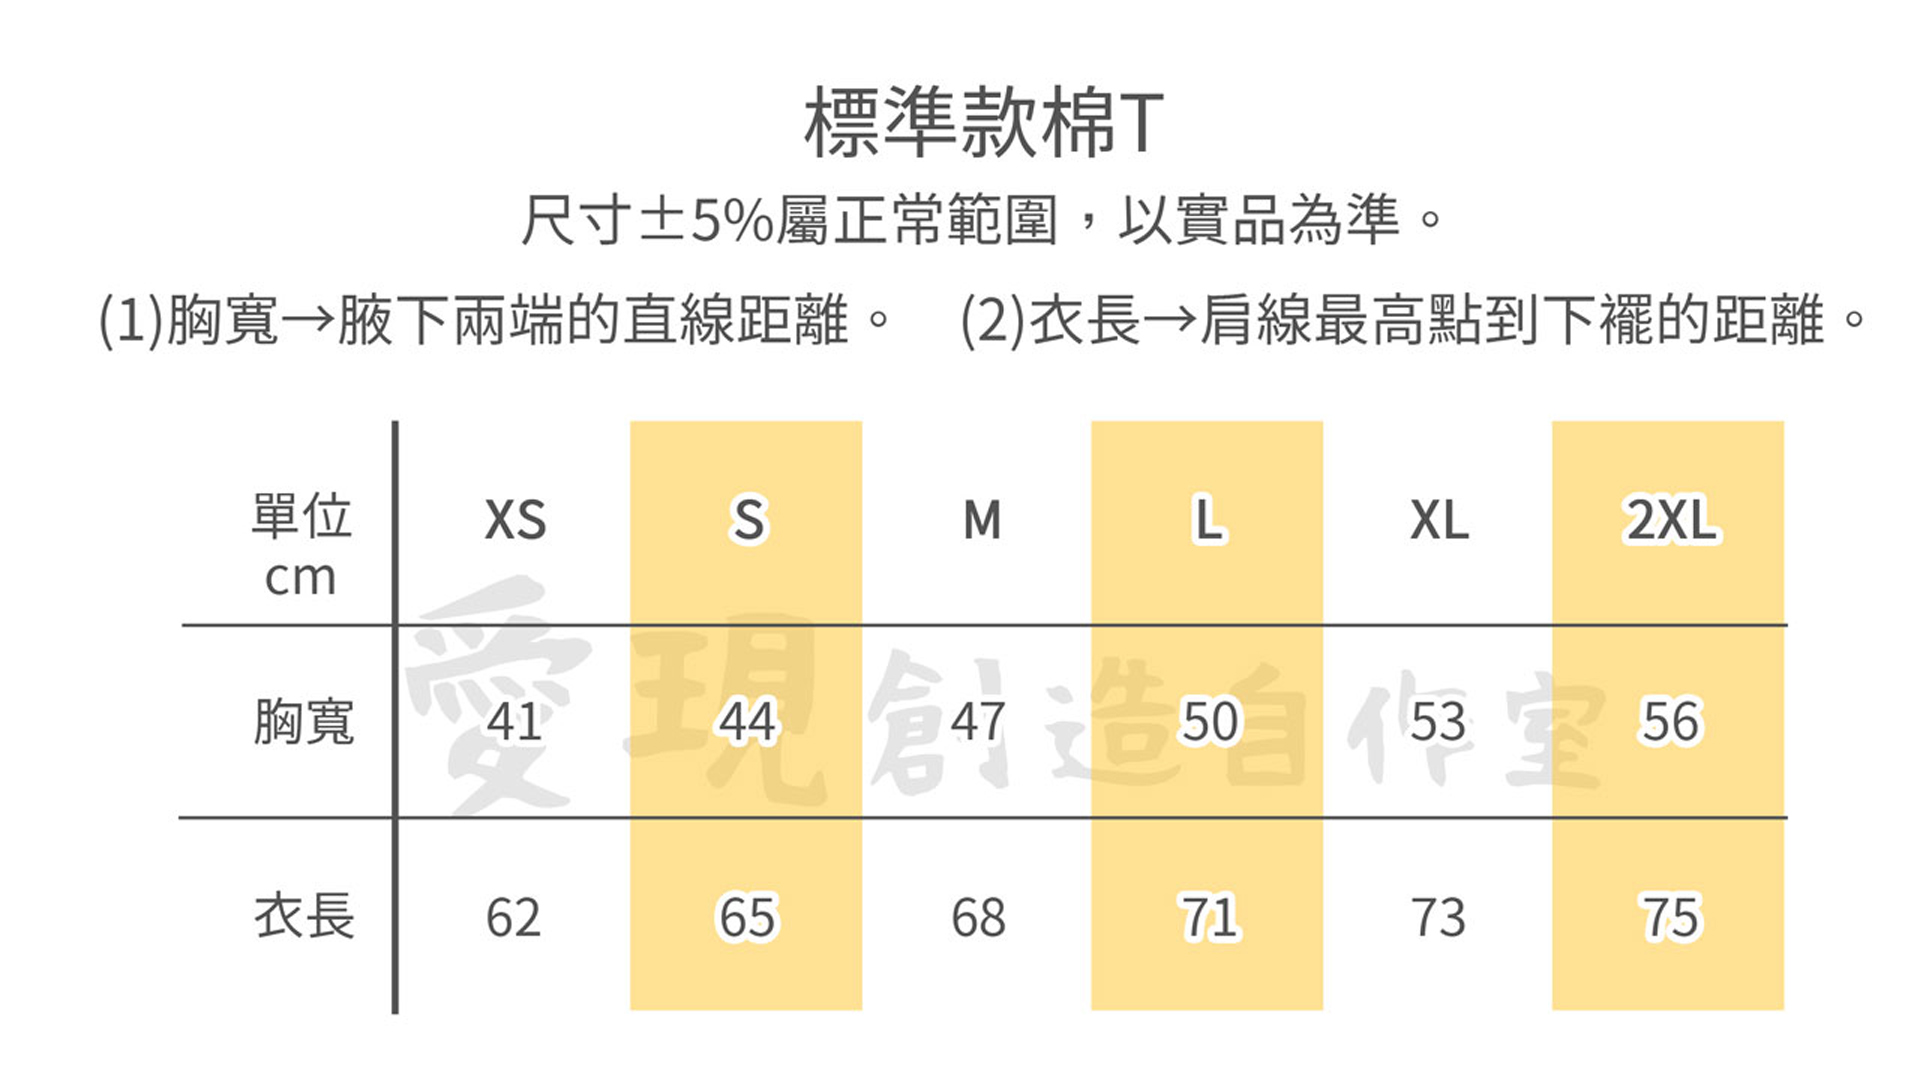 標準款棉T
尺寸±5%屬正常範圍，以實品為準。
(1)胸寬→腋下兩端的直線距離。 (2)衣長→肩線最高點到下襬的距離。
單位 XS S M L XL 2XL
cm
胸寬 41 44 47 50 53 56
衣長 62 65 68 71 73 75
愛現創造自作室